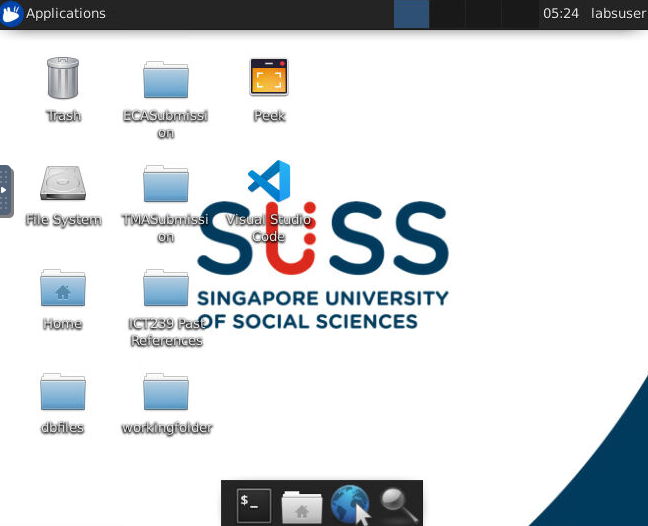 Applications
05:24 labsuser
Trash
ECASubmissi
on
Peek
File System
TMASubmissi
on
Visual Studio
Code
SUSS
SINGAPORE UNIVERSITY
OF SOCIAL SCIENCES
Home
ICT239 Past
References
dbfiles
workingfolder
$_